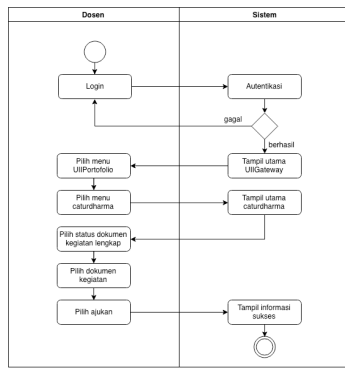 Dosen
Sistem
Login
Autentikasi
gagal
berhasil
Pilih menu
UIIPortofolio
Tampil utama
UIIGateway
Pilih menu
caturdharma
Tampil utama
caturdharma
Pilih status dokumen
kegiatan lengkap
Pilih dokumen
kegiatan
Pilih ajukan
Tampil informasi
sukses